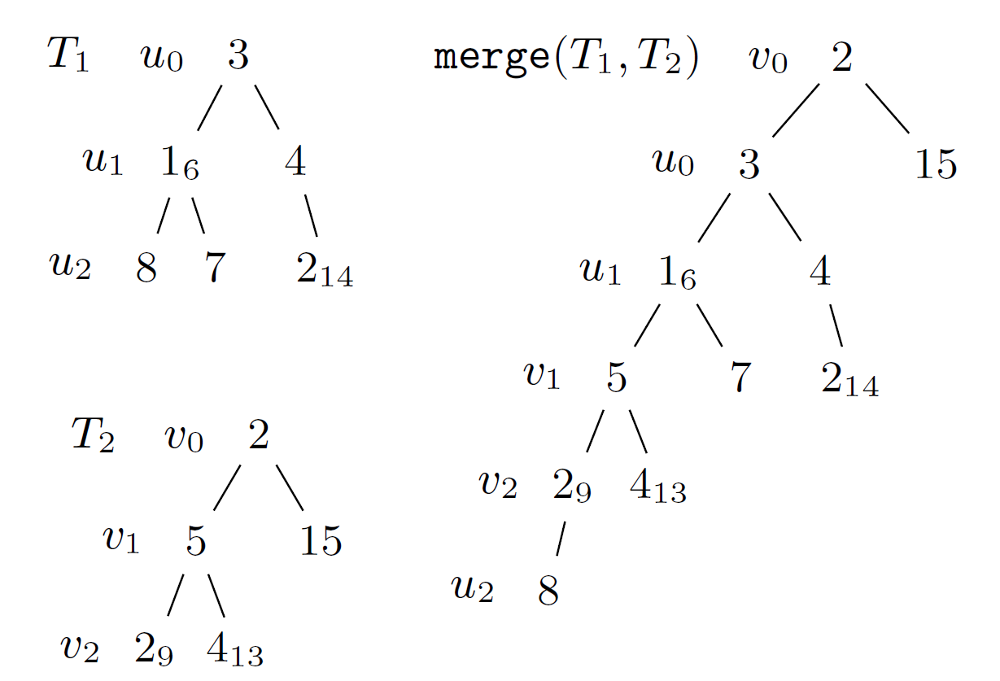 T₁ u₀ 3
u₁ 1₆ 4
u₂ 8 7 2₁₄
T₂ v₀ 2
v₁ 5 15
v₂ 2₉ 4₁₃
merge(T₁, T₂) v₀ 2
u₀ 3 15
u₁ 1₆ 4
v₁ 5 7 2₁₄
v₂ 2₉ 4₁₃
u₂ 8